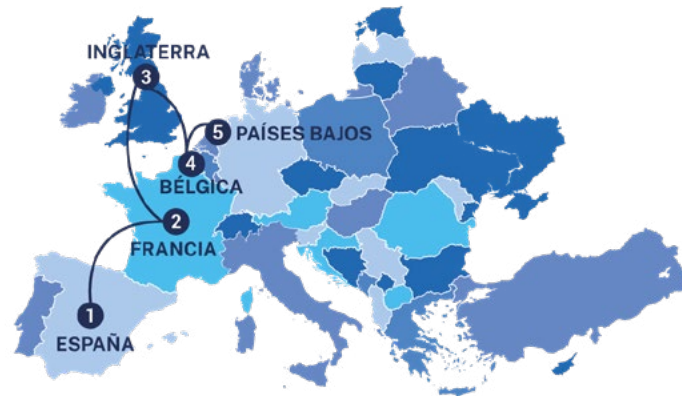 INGLATERRA
3
5 PAÍSES BAJOS
4
BÉLGICA
2
FRANCIA
1
ESPAÑA